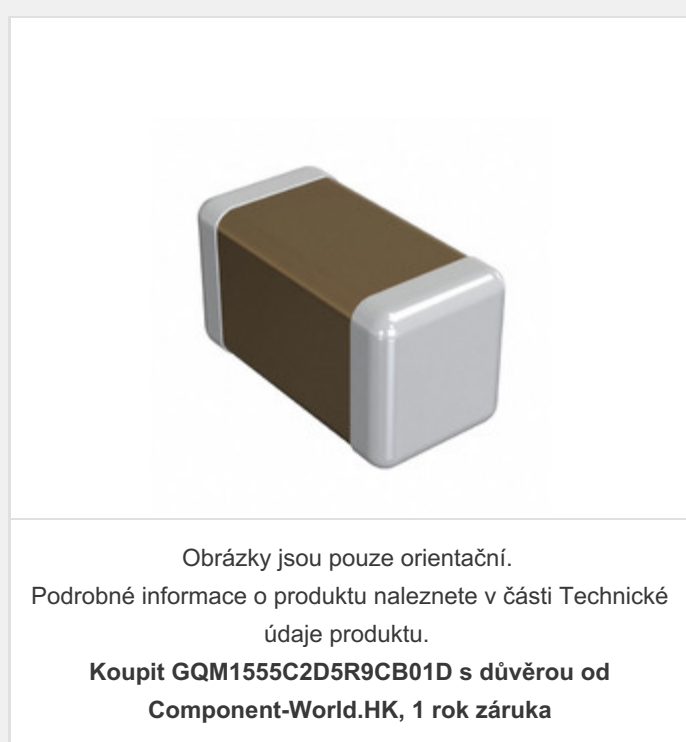 Obrázky jsou pouze orientační.
Podrobné informace o produktu naleznete v části Technické
údaje produktu.
Koupit GQM1555C2D5R9CB01D s důvěrou od
Component-World.HK, 1 rok záruka